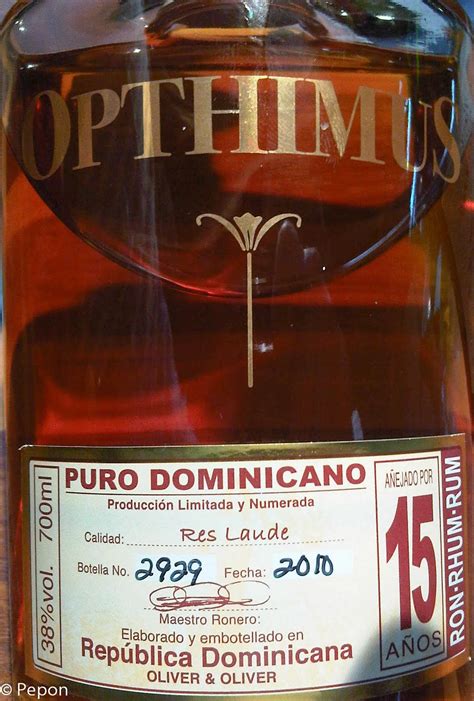 OPTHIMUS
38%vol. 700ml
PURO DOMINICANO
Producción Limitada y Numerada
Calidad: Res Laude
Botella No. 2929 Fecha: 2010
Maestro Ronero:
Elaborado y embotellado en
República Dominicana
OLIVER & OLIVER
AÑEJADO POR
15
AÑOS
RON-RHUM-RUM
© Pepon